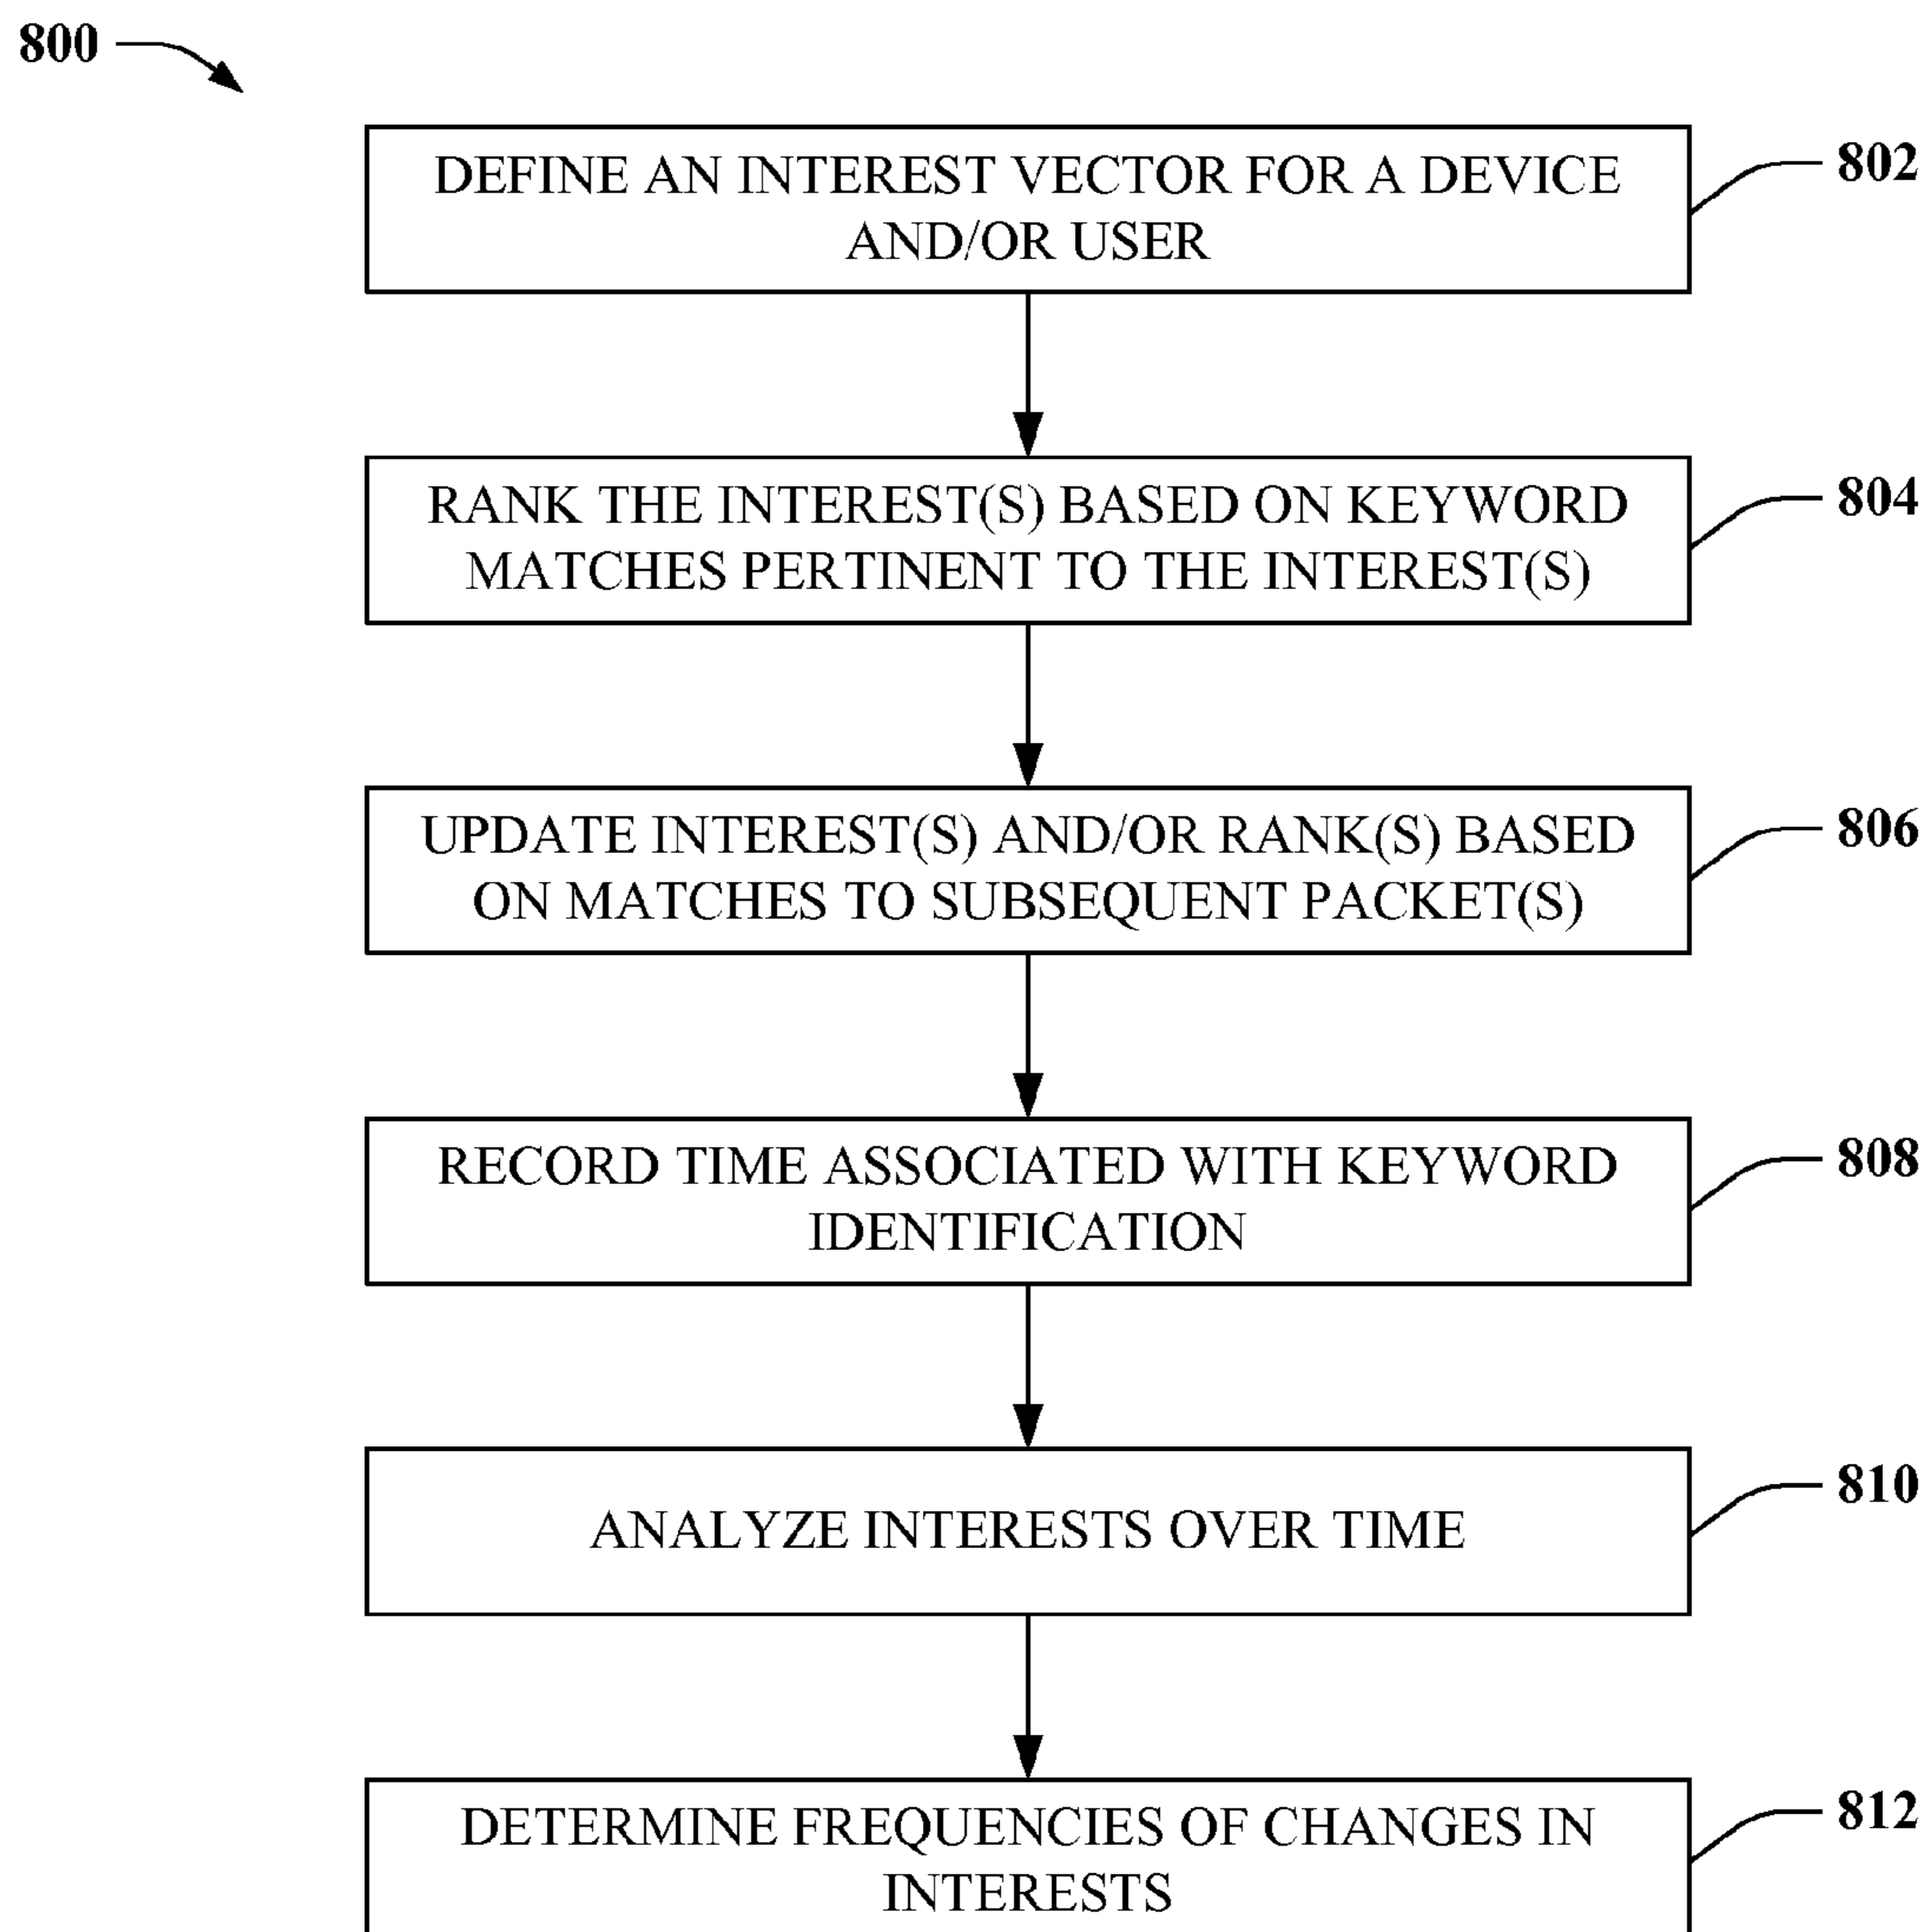 800
DEFINE AN INTEREST VECTOR FOR A DEVICE
AND/OR USER
802
RANK THE INTEREST(S) BASED ON KEYWORD
MATCHES PERTINENT TO THE INTEREST(S)
804
UPDATE INTEREST(S) AND/OR RANK(S) BASED
ON MATCHES TO SUBSEQUENT PACKET(S)
806
RECORD TIME ASSOCIATED WITH KEYWORD
IDENTIFICATION
808
ANALYZE INTERESTS OVER TIME
810
DETERMINE FREQUENCIES OF CHANGES IN
INTERESTS
812